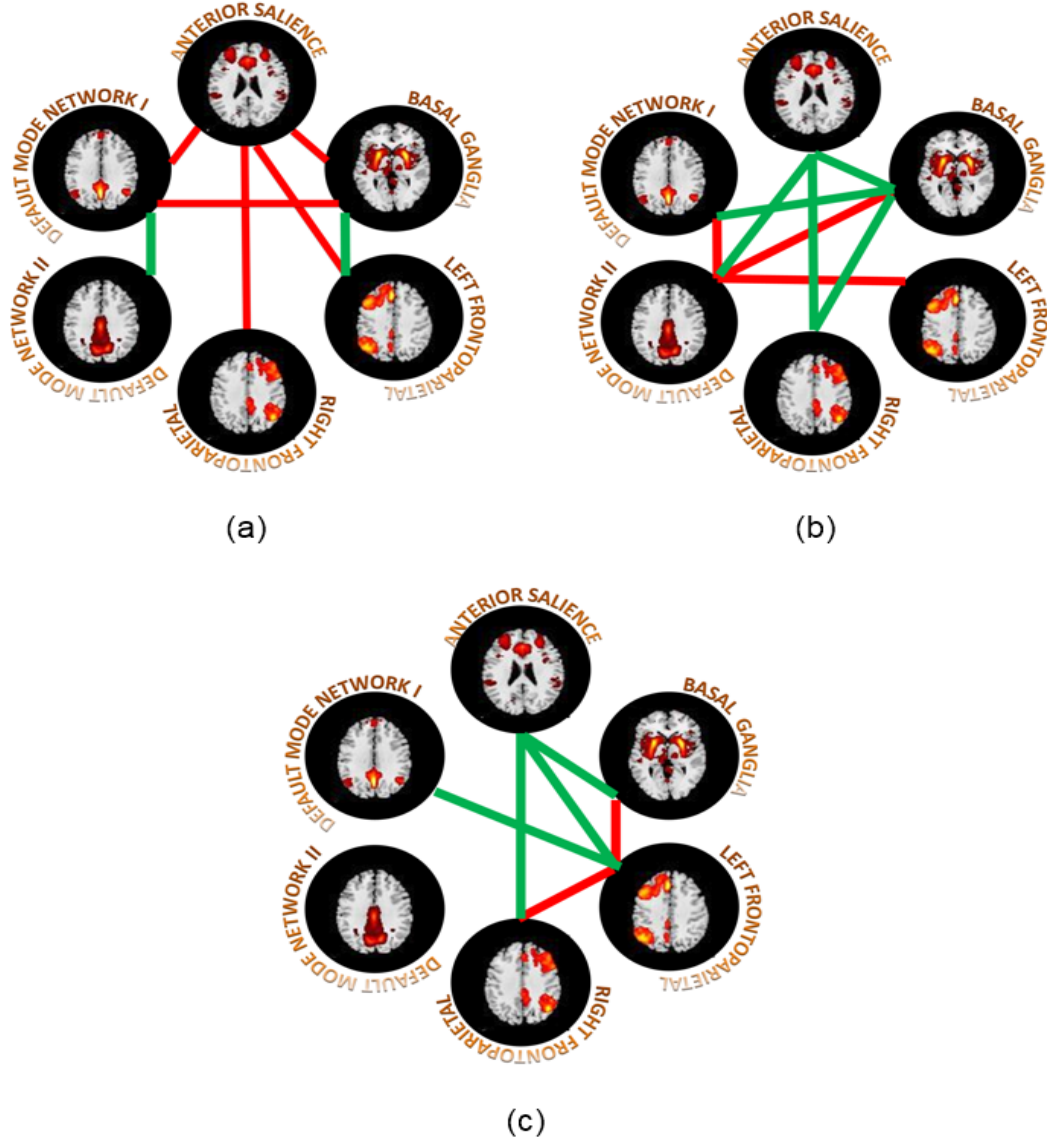 ANTERIOR SALIENCE
BASAL GANGLIA
LEFT FRONTOPARIETAL
RIGHT FRONTOPARIETAL
DEFAULT MODE NETWORK II
DEFAULT MODE NETWORK I
(a)
ANTERIOR SALIENCE
BASAL GANGLIA
LEFT FRONTOPARIETAL
RIGHT FRONTOPARIETAL
DEFAULT MODE NETWORK II
DEFAULT MODE NETWORK I
(b)
ANTERIOR SALIENCE
BASAL GANGLIA
LEFT FRONTOPARIETAL
RIGHT FRONTOPARIETAL
DEFAULT MODE NETWORK II
DEFAULT MODE NETWORK I
(c)